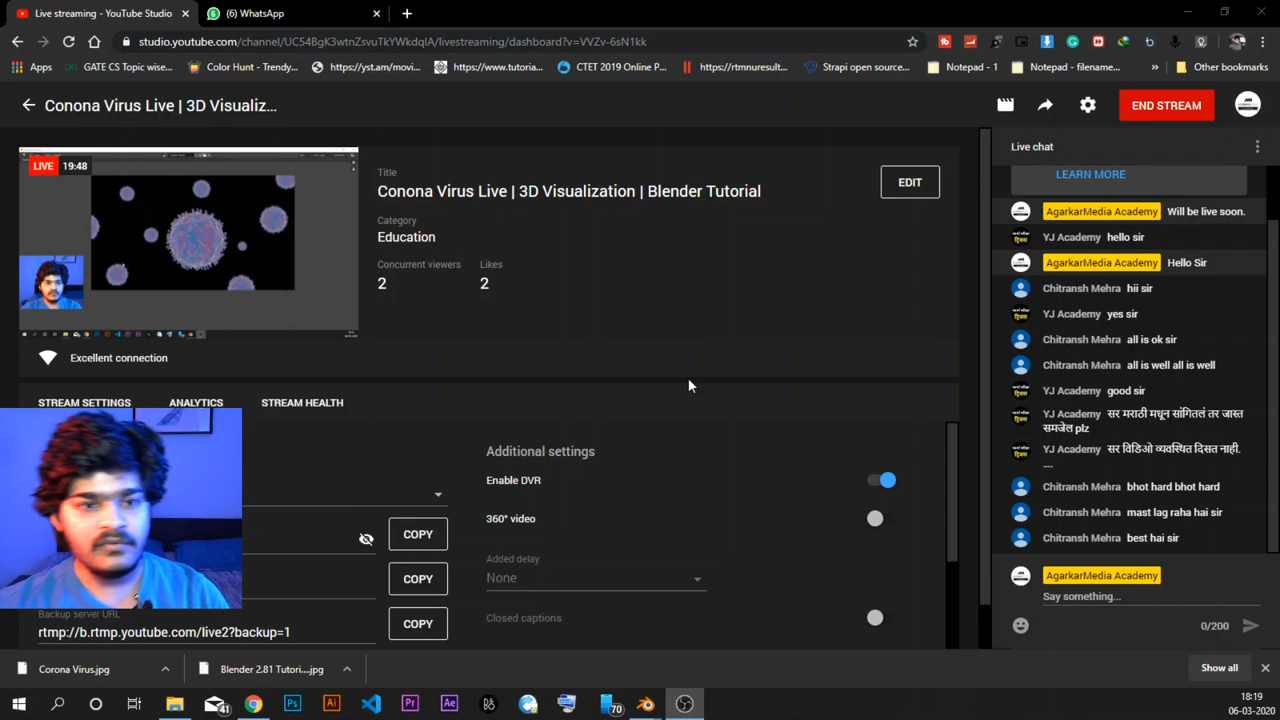 Live streaming - YouTube Studio
(6) WhatsApp
studio.youtube.com/channel/UC54BgK3wtnZsvuTkYWkdqIA/livestreaming/dashboard?v=VVZv-6sN1kk
Apps
GATE CS Topic wise...
Color Hunt - Trendy...
https://yst.am/movi...
https://www.tutoria...
CTET 2019 Online P...
https://rtmnuresult...
Strapi open source...
Notepad - 1
Notepad - filename...
»
Other bookmarks
Conona Virus Live | 3D Visualiz...
END STREAM
LIVE 19:48
Title
Conona Virus Live | 3D Visualization | Blender Tutorial
EDIT
Category
Education
Concurrent viewers
2
Likes
2
Excellent connection
STREAM SETTINGS
ANALYTICS
STREAM HEALTH
Additional settings
Enable DVR
360° video
Added delay
None
Closed captions
COPY
COPY
COPY
Backup server URL
rtmp://b.rtmp.youtube.com/live2?backup=1
Live chat
LEARN MORE
AgarkarMedia Academy Will be live soon.
YJ Academy hello sir
AgarkarMedia Academy Hello Sir
Chitransh Mehra hii sir
YJ Academy yes sir
Chitransh Mehra all is ok sir
Chitransh Mehra all is well all is well
YJ Academy good sir
YJ Academy सर मराठी मधून सांगितलं तर जास्त
समजेल plz
YJ Academy सर विडिओ व्यवस्थित दिसत नाही.
---
Chitransh Mehra bhot hard bhot hard
Chitransh Mehra mast lag raha hai sir
Chitransh Mehra best hai sir
AgarkarMedia Academy
Say something...
0/200
Corona Virus.jpg
Blender 2.81 Tutori....jpg
Show all
41
Ps
Ai
Pr
Ae
70
18:19
06-03-2020